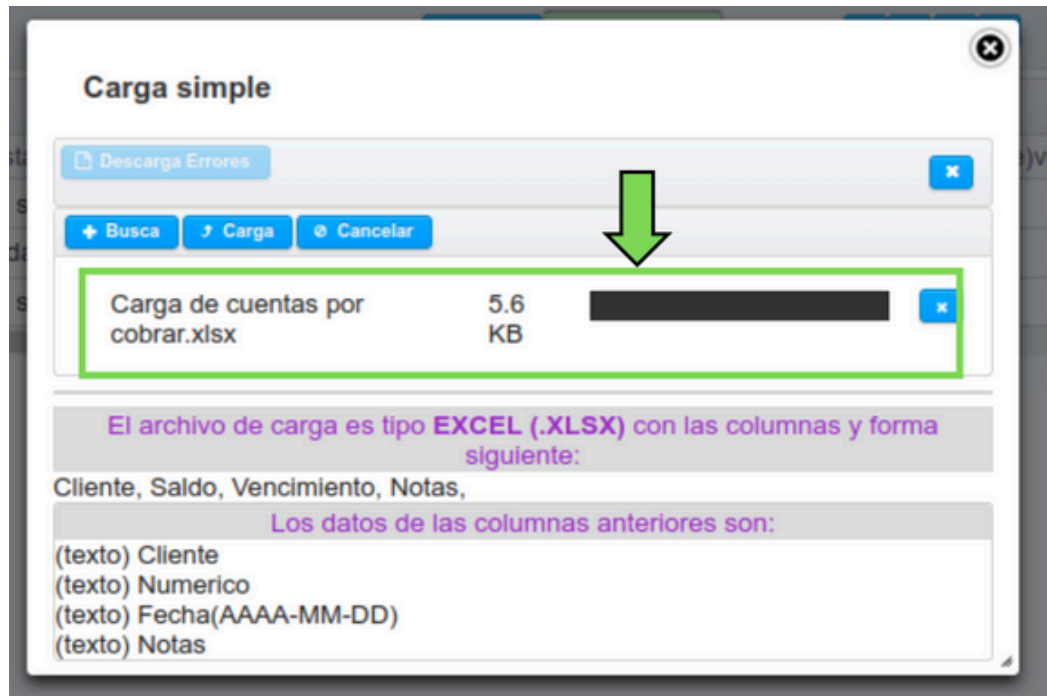 Carga simple
Descarga Errores
Busca Carga Cancelar
Carga de cuentas por 5.6
cobrar.xlsx KB
El archivo de carga es tipo EXCEL (.XLSX) con las columnas y forma
siguiente:
Cliente, Saldo, Vencimiento, Notas,
Los datos de las columnas anteriores son:
(texto) Cliente
(texto) Numerico
(texto) Fecha(AAAA-MM-DD)
(texto) Notas